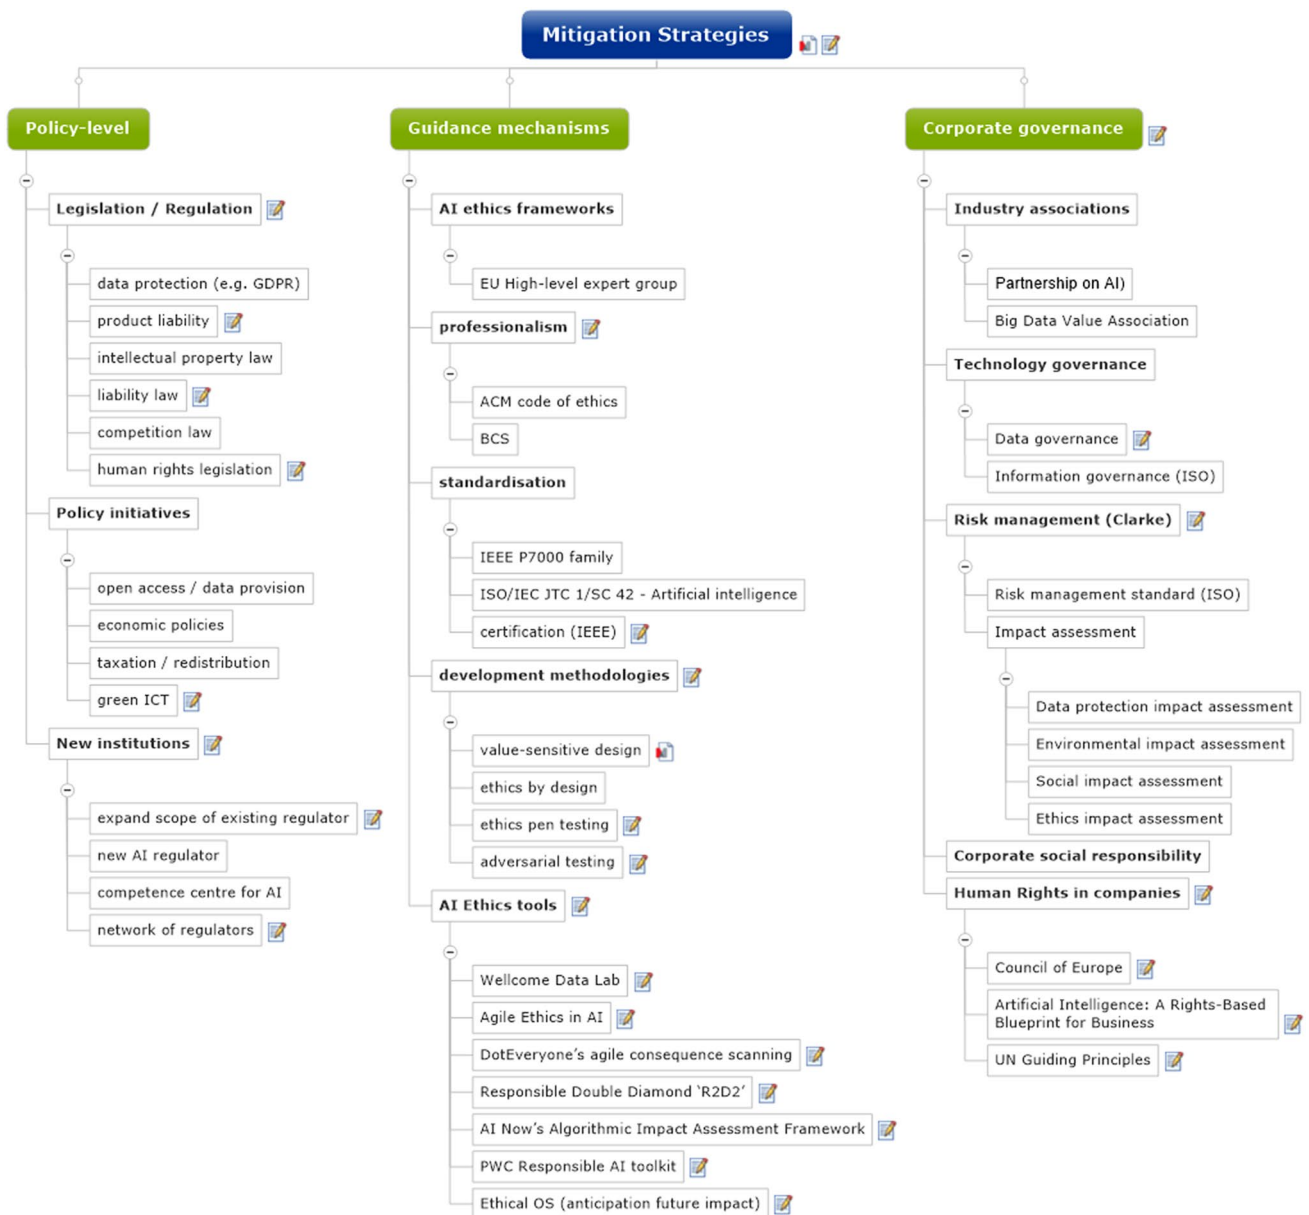 Mitigation Strategies
Policy-level
Legislation / Regulation
data protection (e.g. GDPR)
product liability
intellectual property law
liability law
competition law
human rights legislation
Policy initiatives
open access / data provision
economic policies
taxation / redistribution
green ICT
New institutions
expand scope of existing regulator
new AI regulator
competence centre for AI
network of regulators
Guidance mechanisms
AI ethics frameworks
EU High-level expert group
professionalism
ACM code of ethics
BCS
standardisation
IEEE P7000 family
ISO/IEC JTC 1/SC 42 - Artificial intelligence
certification (IEEE)
development methodologies
value-sensitive design
ethics by design
ethics pen testing
adversarial testing
AI Ethics tools
Wellcome Data Lab
Agile Ethics in AI
DotEveryone’s agile consequence scanning
Responsible Double Diamond ‘R2D2’
AI Now’s Algorithmic Impact Assessment Framework
PWC Responsible AI toolkit
Ethical OS (anticipation future impact)
Corporate governance
Industry associations
Partnership on AI)
Big Data Value Association
Technology governance
Data governance
Information governance (ISO)
Risk management (Clarke)
Risk management standard (ISO)
Impact assessment
Data protection impact assessment
Environmental impact assessment
Social impact assessment
Ethics impact assessment
Corporate social responsibility
Human Rights in companies
Council of Europe
Artificial Intelligence: A Rights-Based
Blueprint for Business
UN Guiding Principles